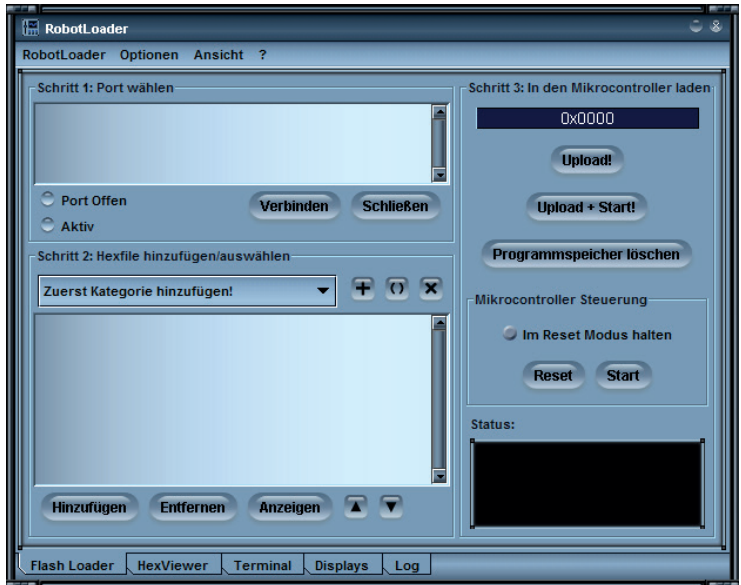 RobotLoader
RobotLoader Optionen Ansicht ?
Schritt 1: Port wählen
Port Offen
Aktiv
Verbinden Schließen
Schritt 2: Hexfile hinzufügen/auswählen
Zuerst Kategorie hinzufügen!
Hinzufügen Entfernen Anzeigen
Schritt 3: In den Mikrocontroller laden
0x0000
Upload!
Upload + Start!
Programmspeicher löschen
Mikrocontroller Steuerung
Im Reset Modus halten
Reset Start
Status:
Flash Loader HexViewer Terminal Displays Log